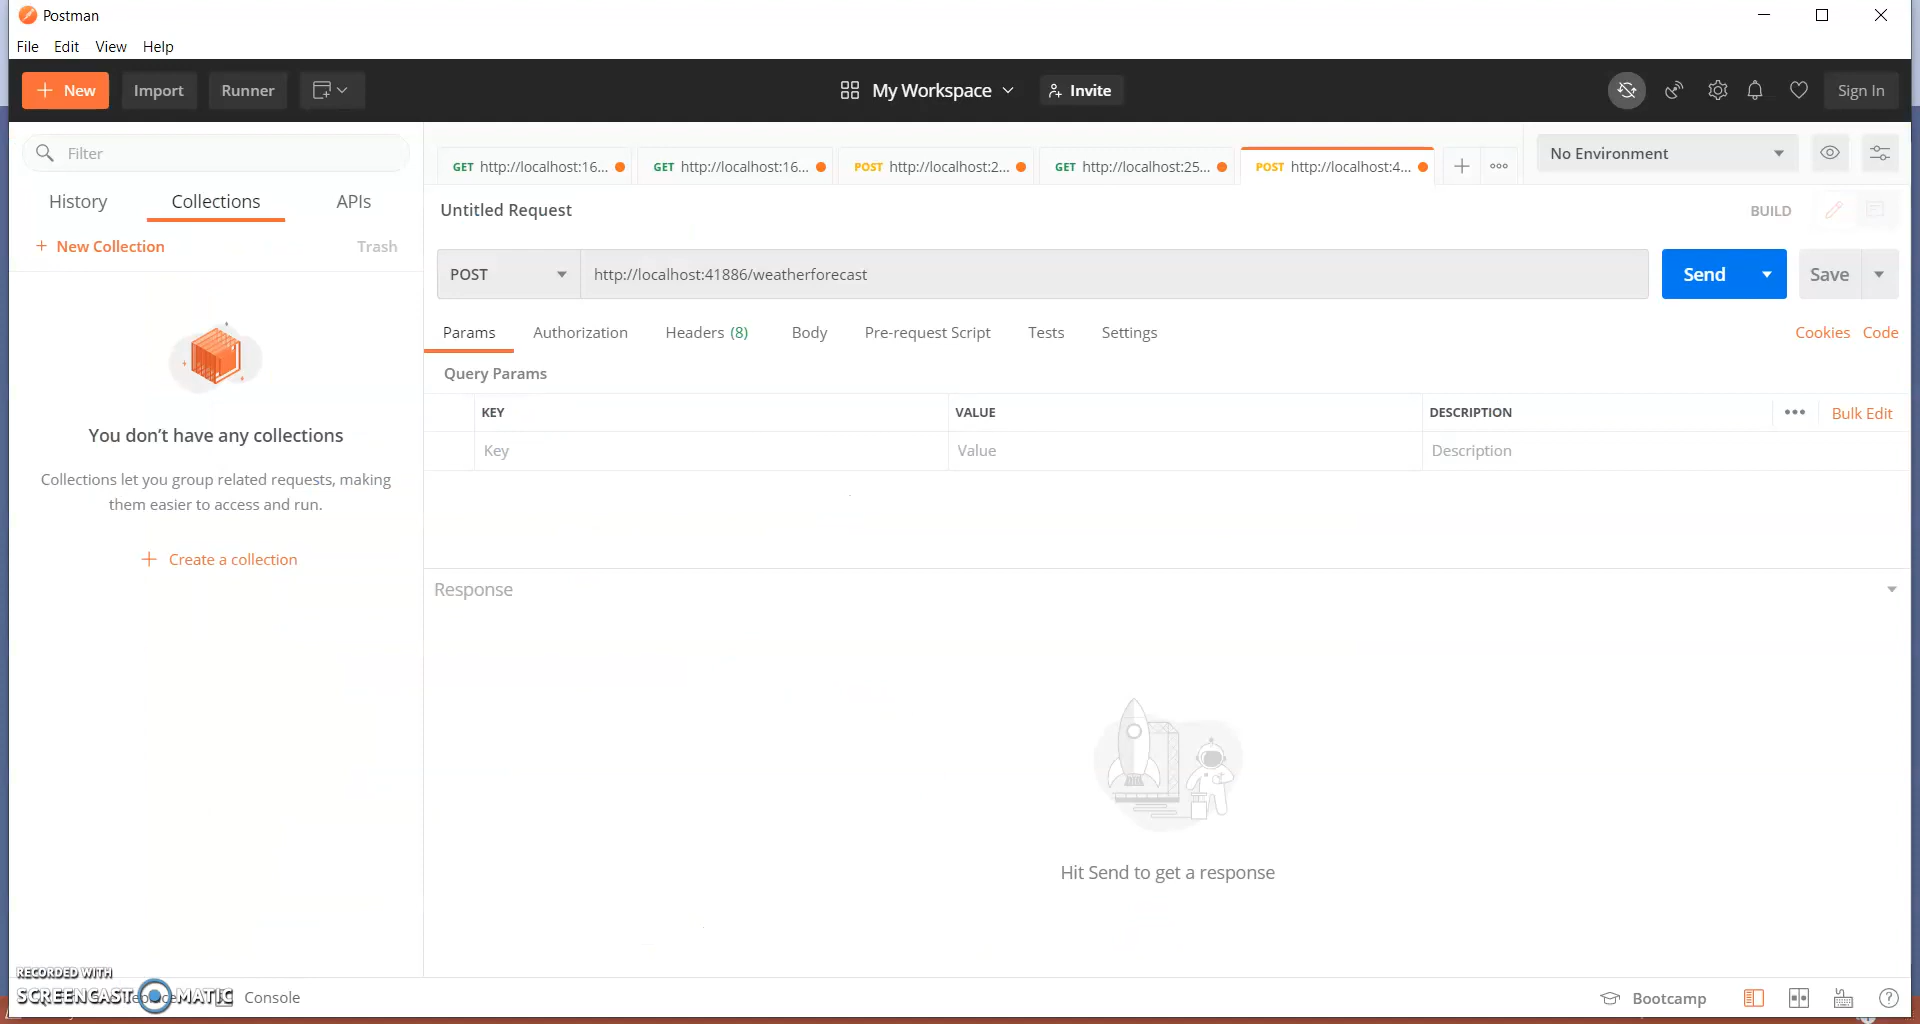 Postman
File Edit View Help
New Import Runner My Workspace Invite Sign In
Filter
GET http://localhost:16... GET http://localhost:16... POST http://localhost:2... GET http://localhost:25... POST http://localhost:4... No Environment
History Collections APIs
Untitled Request BUILD
+ New Collection Trash
POST http://localhost:41886/weatherforecast Send Save
Params Authorization Headers (8) Body Pre-request Script Tests Settings Cookies Code
Query Params
KEY VALUE DESCRIPTION ••• Bulk Edit
Key Value Description
You don't have any collections
Collections let you group related requests, making
them easier to access and run.
+ Create a collection
Response
Hit Send to get a response
RECORDED WITH
SCREENCAST MATIC
Console Bootcamp